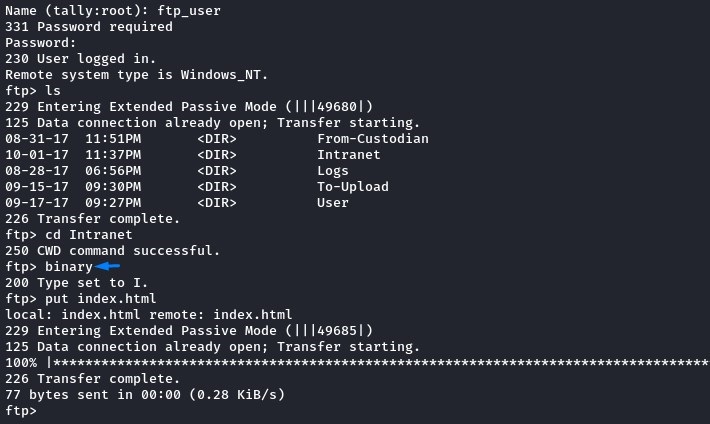 Name (tally:root): ftp_user
331 Password required
Password:
230 User logged in.
Remote system type is Windows_NT.
ftp> ls
229 Entering Extended Passive Mode (|||49680|)
125 Data connection already open; Transfer starting.
08-31-17  11:51PM       <DIR>          From-Custodian
10-01-17  11:37PM       <DIR>          Intranet
08-28-17  06:56PM       <DIR>          Logs
09-15-17  09:30PM       <DIR>          To-Upload
09-17-17  09:27PM       <DIR>          User
226 Transfer complete.
ftp> cd Intranet
250 CWD command successful.
ftp> binary
200 Type set to I.
ftp> put index.html
local: index.html remote: index.html
229 Entering Extended Passive Mode (|||49685|)
125 Data connection already open; Transfer starting.
100% |***********************************************************************************
226 Transfer complete.
77 bytes sent in 00:00 (0.28 KiB/s)
ftp>